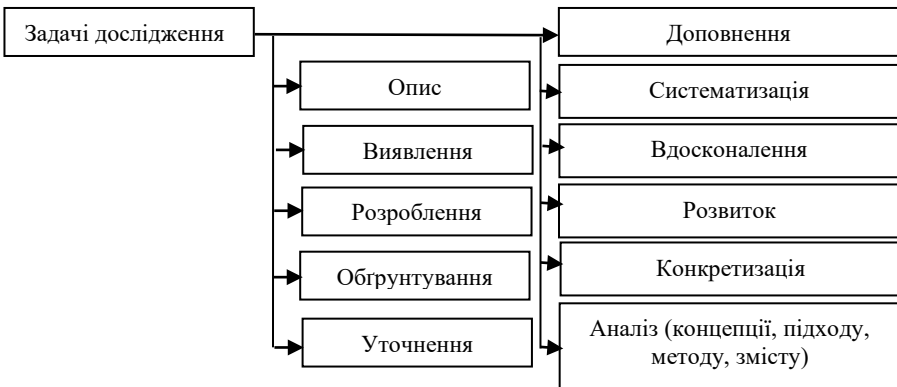 Задачі дослідження
Опис
Виявлення
Розроблення
Обґрунтування
Уточнення
Доповнення
Систематизація
Вдосконалення
Розвиток
Конкретизація
Аналіз (концепції, підходу,
методу, змісту)